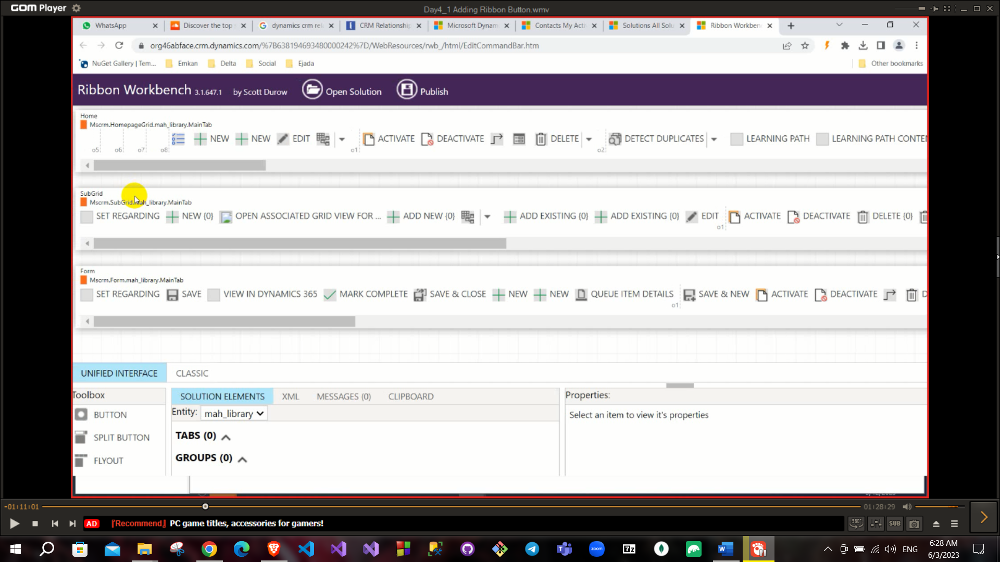 GOM Player
Day4_1 Adding Ribbon Button.wmv
WhatsApp
Discover the top
dynamics crm rel
CRM Relationship
Microsoft Dynam
Contacts My Acti
Solutions All Solu
Ribbon Workben
org46abface.crm.dynamics.com/%7B638194693480000242%7D/WebResources/rwb_/html/EditCommandBar.htm
NuGet Gallery | Tem...
Emkan
Delta
Social
Ejada
Other bookmarks
Ribbon Workbench 3.1.647.1 by Scott Durow
Open Solution
Publish
Home
Mscrm.HomepageGrid.mah_library.MainTab
NEW NEW EDIT ACTIVATE DEACTIVATE DELETE DETECT DUPLICATES LEARNING PATH LEARNING PATH CONTEN
o5 o6 o7 o8 o1 o2
SubGrid
Mscrm.SubGrid.mah_library.MainTab
SET REGARDING NEW {0} OPEN ASSOCIATED GRID VIEW FOR ... ADD NEW {0} ADD EXISTING {0} ADD EXISTING {0} EDIT ACTIVATE DEACTIVATE DELETE {0}
o1
Form
Mscrm.Form.mah_library.MainTab
SET REGARDING SAVE VIEW IN DYNAMICS 365 MARK COMPLETE SAVE & CLOSE NEW NEW QUEUE ITEM DETAILS SAVE & NEW ACTIVATE DEACTIVATE D
o1
UNIFIED INTERFACE CLASSIC
Toolbox
BUTTON
SPLIT BUTTON
FLYOUT
SOLUTION ELEMENTS XML MESSAGES (0) CLIPBOARD
Entity: mah_library
TABS (0)
GROUPS (0)
Properties:
Select an item to view it's properties
-01:11:01
01:28:29
AD 『Recommend』 PC game titles, accessories for gamers!
360°
SUB
zoom
7z
ENG
6:28 AM
6/3/2023